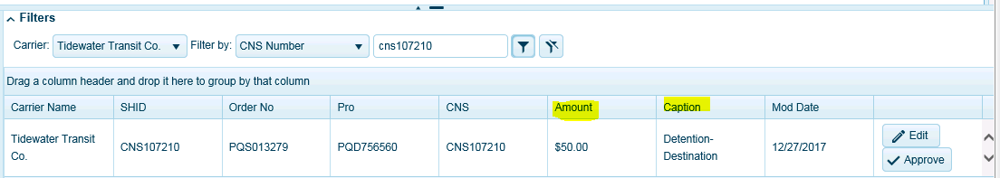 Filters
Carrier: Tidewater Transit Co. Filter by: CNS Number cns107210
Drag a column header and drop it here to group by that column
Carrier Name SHID Order No Pro CNS Amount Caption Mod Date
Tidewater Transit Co. CNS107210 PQS013279 PQD756560 CNS107210 $50.00 Detention-Destination 12/27/2017 Edit
Approve